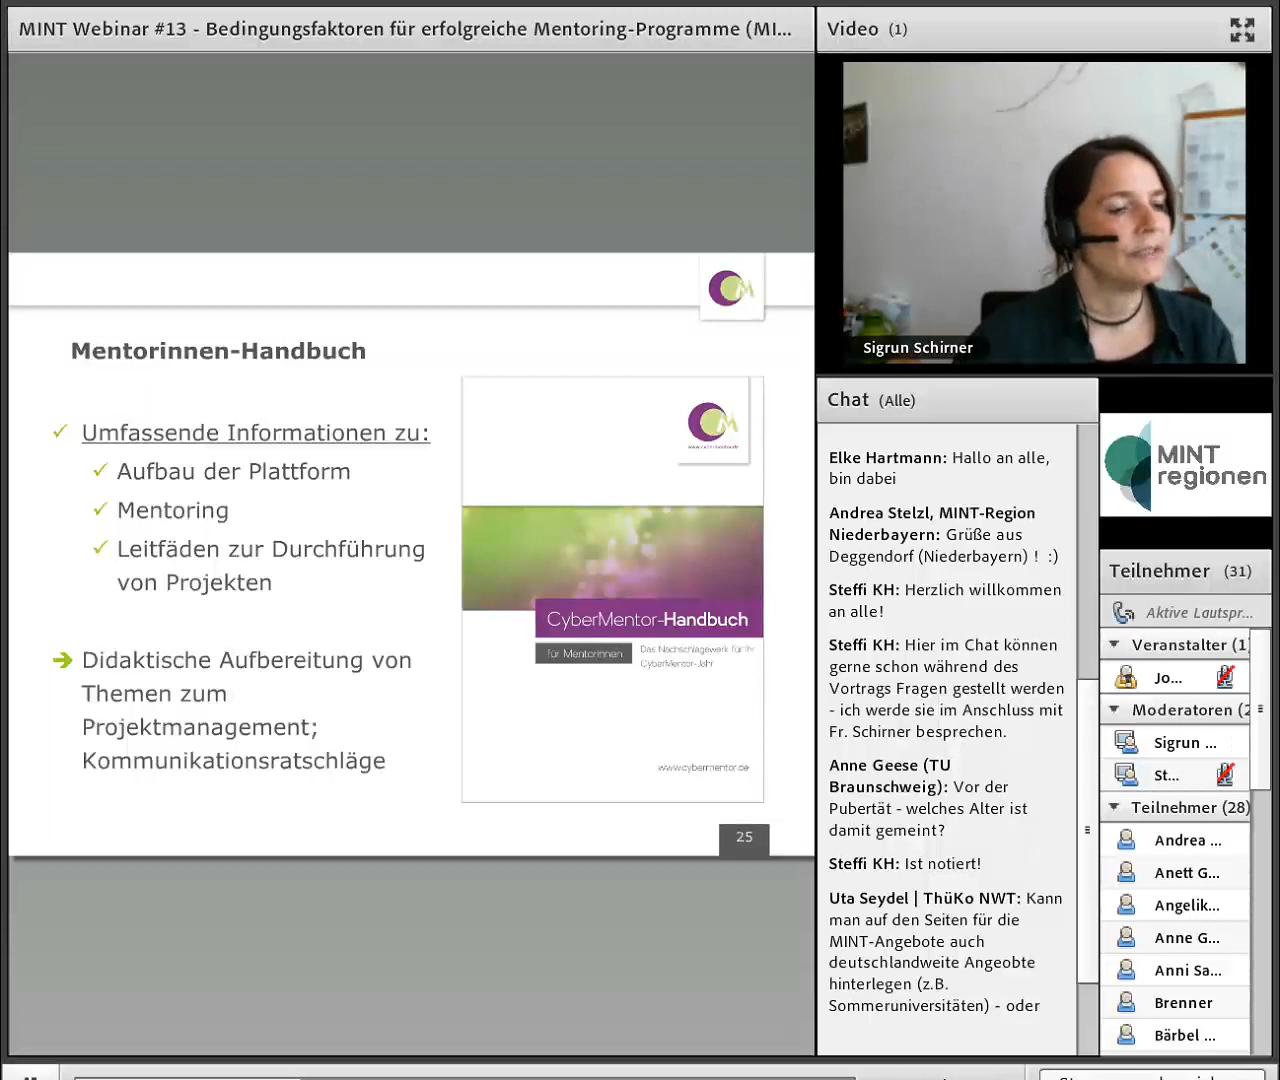 MINT Webinar #13 - Bedingungsfaktoren für erfolgreiche Mentoring-Programme (MI...
Video (1)
Sigrun Schirner
Mentorinnen-Handbuch
Umfassende Informationen zu:
Aufbau der Plattform
Mentoring
Leitfäden zur Durchführung
von Projekten
Didaktische Aufbereitung von
Themen zum
Projektmanagement;
Kommunikationsratschläge
CyberMentor-Handbuch
für Mentorinnen
Das Nachschlagewerk für Ihr
CyberMentor-Jahr
www.cybermentor.de
25
Chat (Alle)
Elke Hartmann: Hallo an alle,
bin dabei
Andrea Stelzl, MINT-Region
Niederbayern: Grüße aus
Deggendorf (Niederbayern) ! :)
Steffi KH: Herzlich willkommen
an alle!
Steffi KH: Hier im Chat können
gerne schon während des
Vortrags Fragen gestellt werden
- ich werde sie im Anschluss mit
Fr. Schirner besprechen.
Anne Geese (TU
Braunschweig): Vor der
Pubertät - welches Alter ist
damit gemeint?
Steffi KH: Ist notiert!
Uta Seydel | ThüKo NWT: Kann
man auf den Seiten für die
MINT-Angebote auch
deutschlandweite Angeobte
hinterlegen (z.B.
Sommeruniversitäten) - oder
MINT
regionen
Teilnehmer (31)
Aktive Lautspr...
Veranstalter (1)
Jo...
Moderatoren (2
Sigrun ...
St...
Teilnehmer (28)
Andrea ...
Anett G...
Angelik...
Anne G...
Anni Sa...
Brenner
Bärbel ...